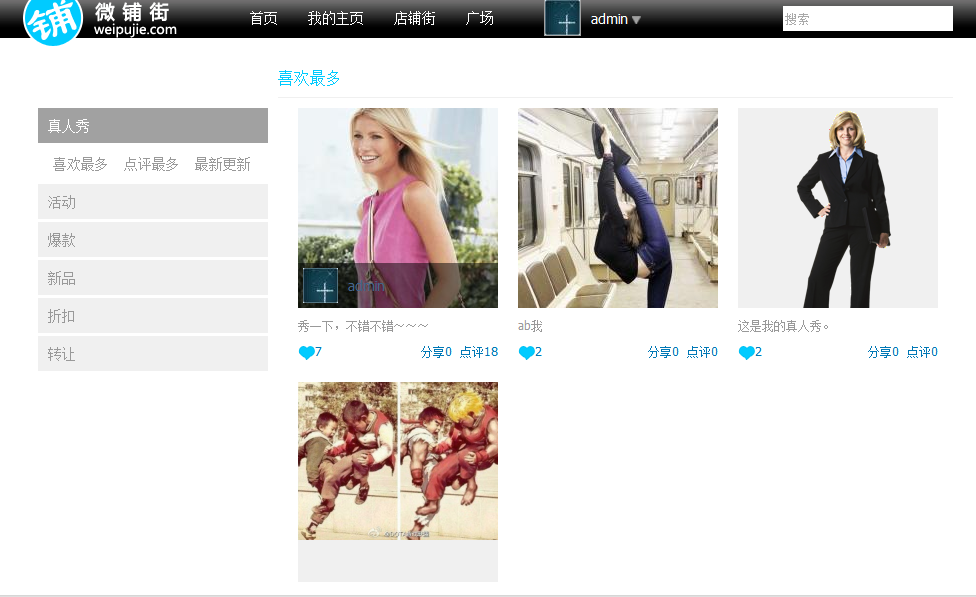 铺
微铺街
weipujie.com
首页 我的主页 店铺街 广场
admin
搜索
喜欢最多
真人秀
喜欢最多 点评最多 最新更新
活动
爆款
新品
折扣
转让
admin
秀一下，不错不错～～～
7 分享0 点评18
ab我
2 分享0 点评0
这是我的真人秀。
2 分享0 点评0